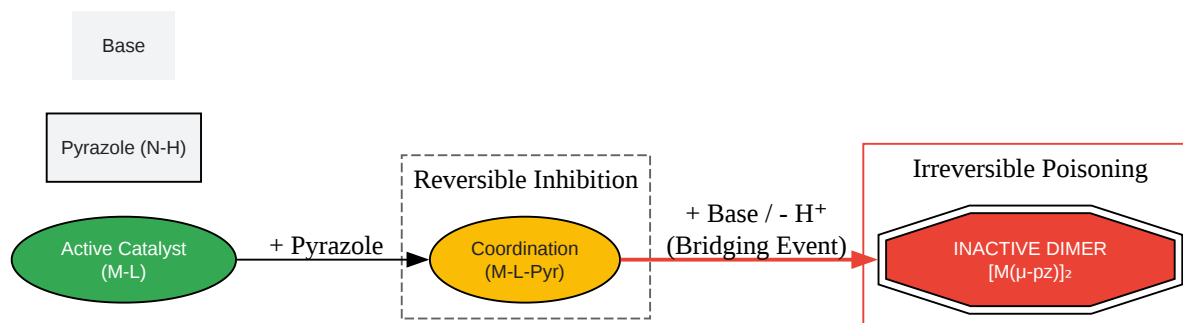 Base
Pyrazole (N-H)
Reversible Inhibition
Irreversible Poisoning
Active Catalyst
(M-L)
+ Pyrazole
Coordination
(M-L-Pyr)
+ Base / - H⁺
(Bridging Event)
INACTIVE DIMER
[M(μ-pz)]₂